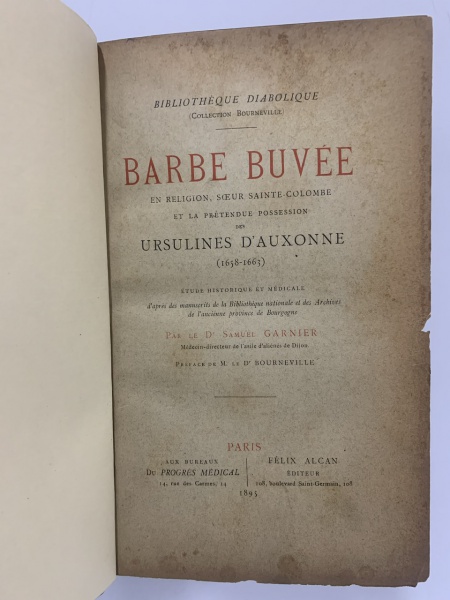 BIBLIOTHÈQUE DIABOLIQUE
(COLLECTION BOURNEVILLE)
BARBE BUVÉE
EN RELIGION, SŒUR SAINTE-COLOMBE
ET LA PRÉTENDUE POSSESSION
DES
URSULINES D'AUXONNE
(1658-1663)
ÉTUDE HISTORIQUE ET MÉDICALE
d'après des manuscrits de la Bibliothèque nationale et des Archives
de l'ancienne province de Bourgogne
PAR LE Dr SAMUEL GARNIER
Médecin-directeur de l'asile d'aliénés de Dijon
PRÉFACE DE M. LE Dr BOURNEVILLE
PARIS
AUX BUREAUX
DU PROGRÈS MÉDICAL
14, rue des Carmes, 14
FÉLIX ALCAN
ÉDITEUR
108, boulevard Saint-Germain, 108
1895